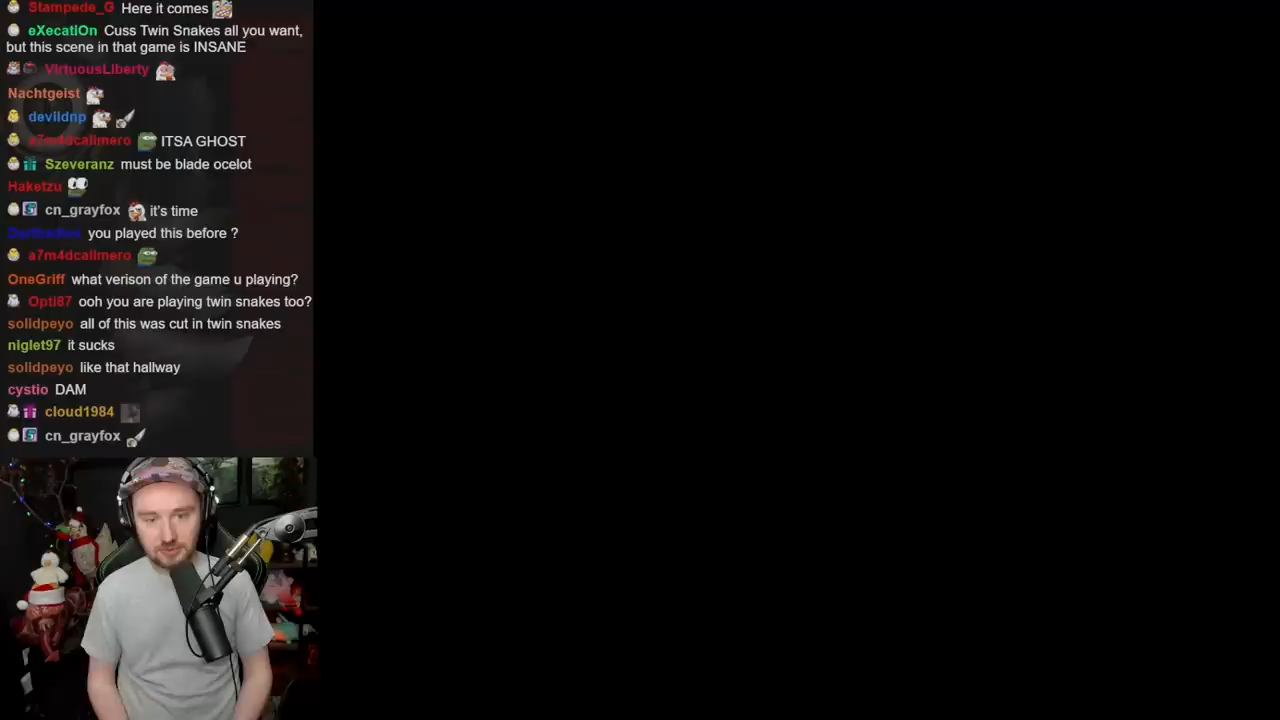 Stampede_G Here it comes
eXecatIOn Cuss Twin Snakes all you want,
but this scene in that game is INSANE
VirtuousLiberty
Nachtgeist
devildnp
a7m4dcallmero ITSA GHOST
Szeveranz must be blade ocelot
Haketzu
cn_grayfox it's time
you played this before ?
a7m4dcallmero
OneGriff what verison of the game u playing?
Opti87 ooh you are playing twin snakes too?
solidpeyo all of this was cut in twin snakes
niglet97 it sucks
solidpeyo like that hallway
cystio DAM
cloud1984
cn_grayfox